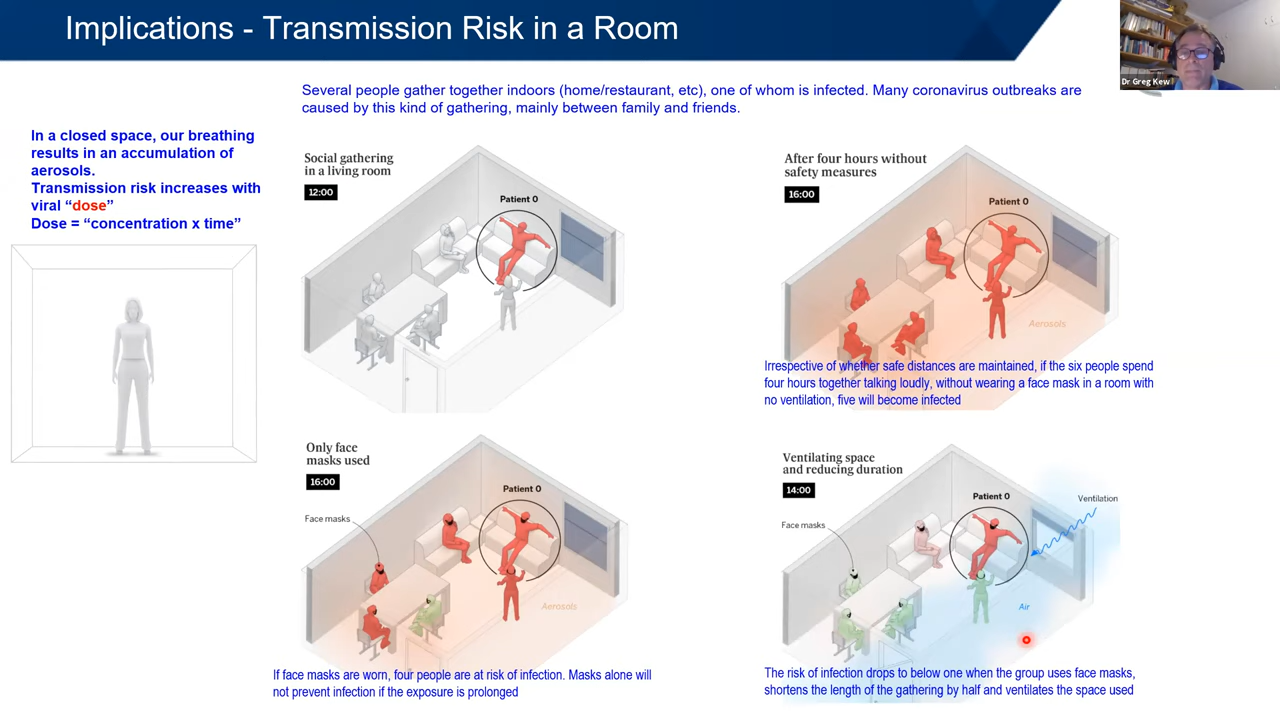 Implications - Transmission Risk in a Room
Dr Greg Kew
Several people gather together indoors (home/restaurant, etc), one of whom is infected. Many coronavirus outbreaks are
caused by this kind of gathering, mainly between family and friends.
In a closed space, our breathing
results in an accumulation of
aerosols.
Transmission risk increases with
viral “dose”
Dose = “concentration x time”
Social gathering
in a living room
12:00
Patient 0
After four hours without
safety measures
16:00
Patient 0
Aerosols
Irrespective of whether safe distances are maintained, if the six people spend
four hours together talking loudly, without wearing a face mask in a room with
no ventilation, five will become infected
Only face
masks used
16:00
Patient 0
Face masks
Aerosols
If face masks are worn, four people are at risk of infection. Masks alone will
not prevent infection if the exposure is prolonged
Ventilating space
and reducing duration
14:00
Patient 0
Ventilation
Face masks
Air
The risk of infection drops to below one when the group uses face masks,
shortens the length of the gathering by half and ventilates the space used